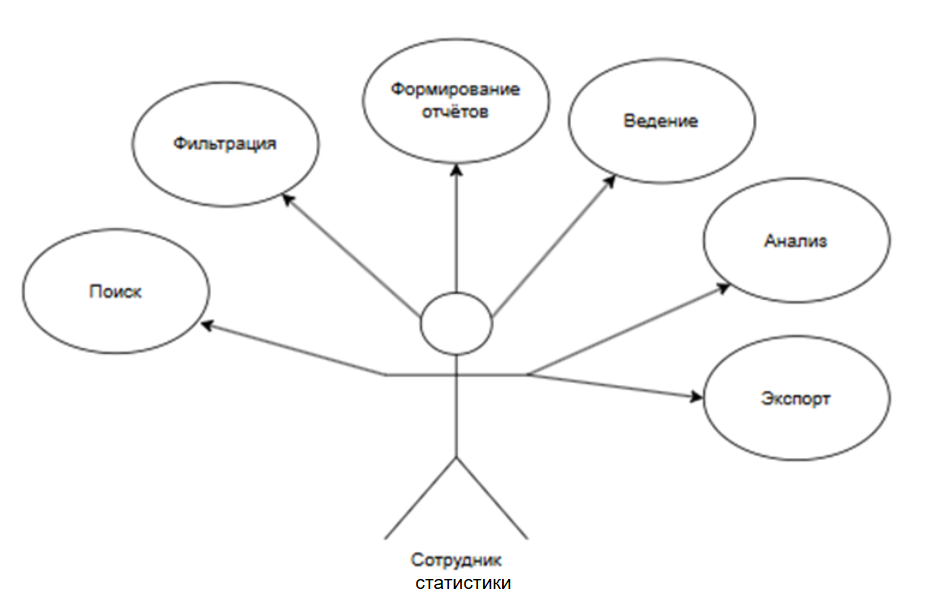 Формирование
отчётов
Ведение
Фильтрация
Анализ
Поиск
Экспорт
Сотрудник
статистики